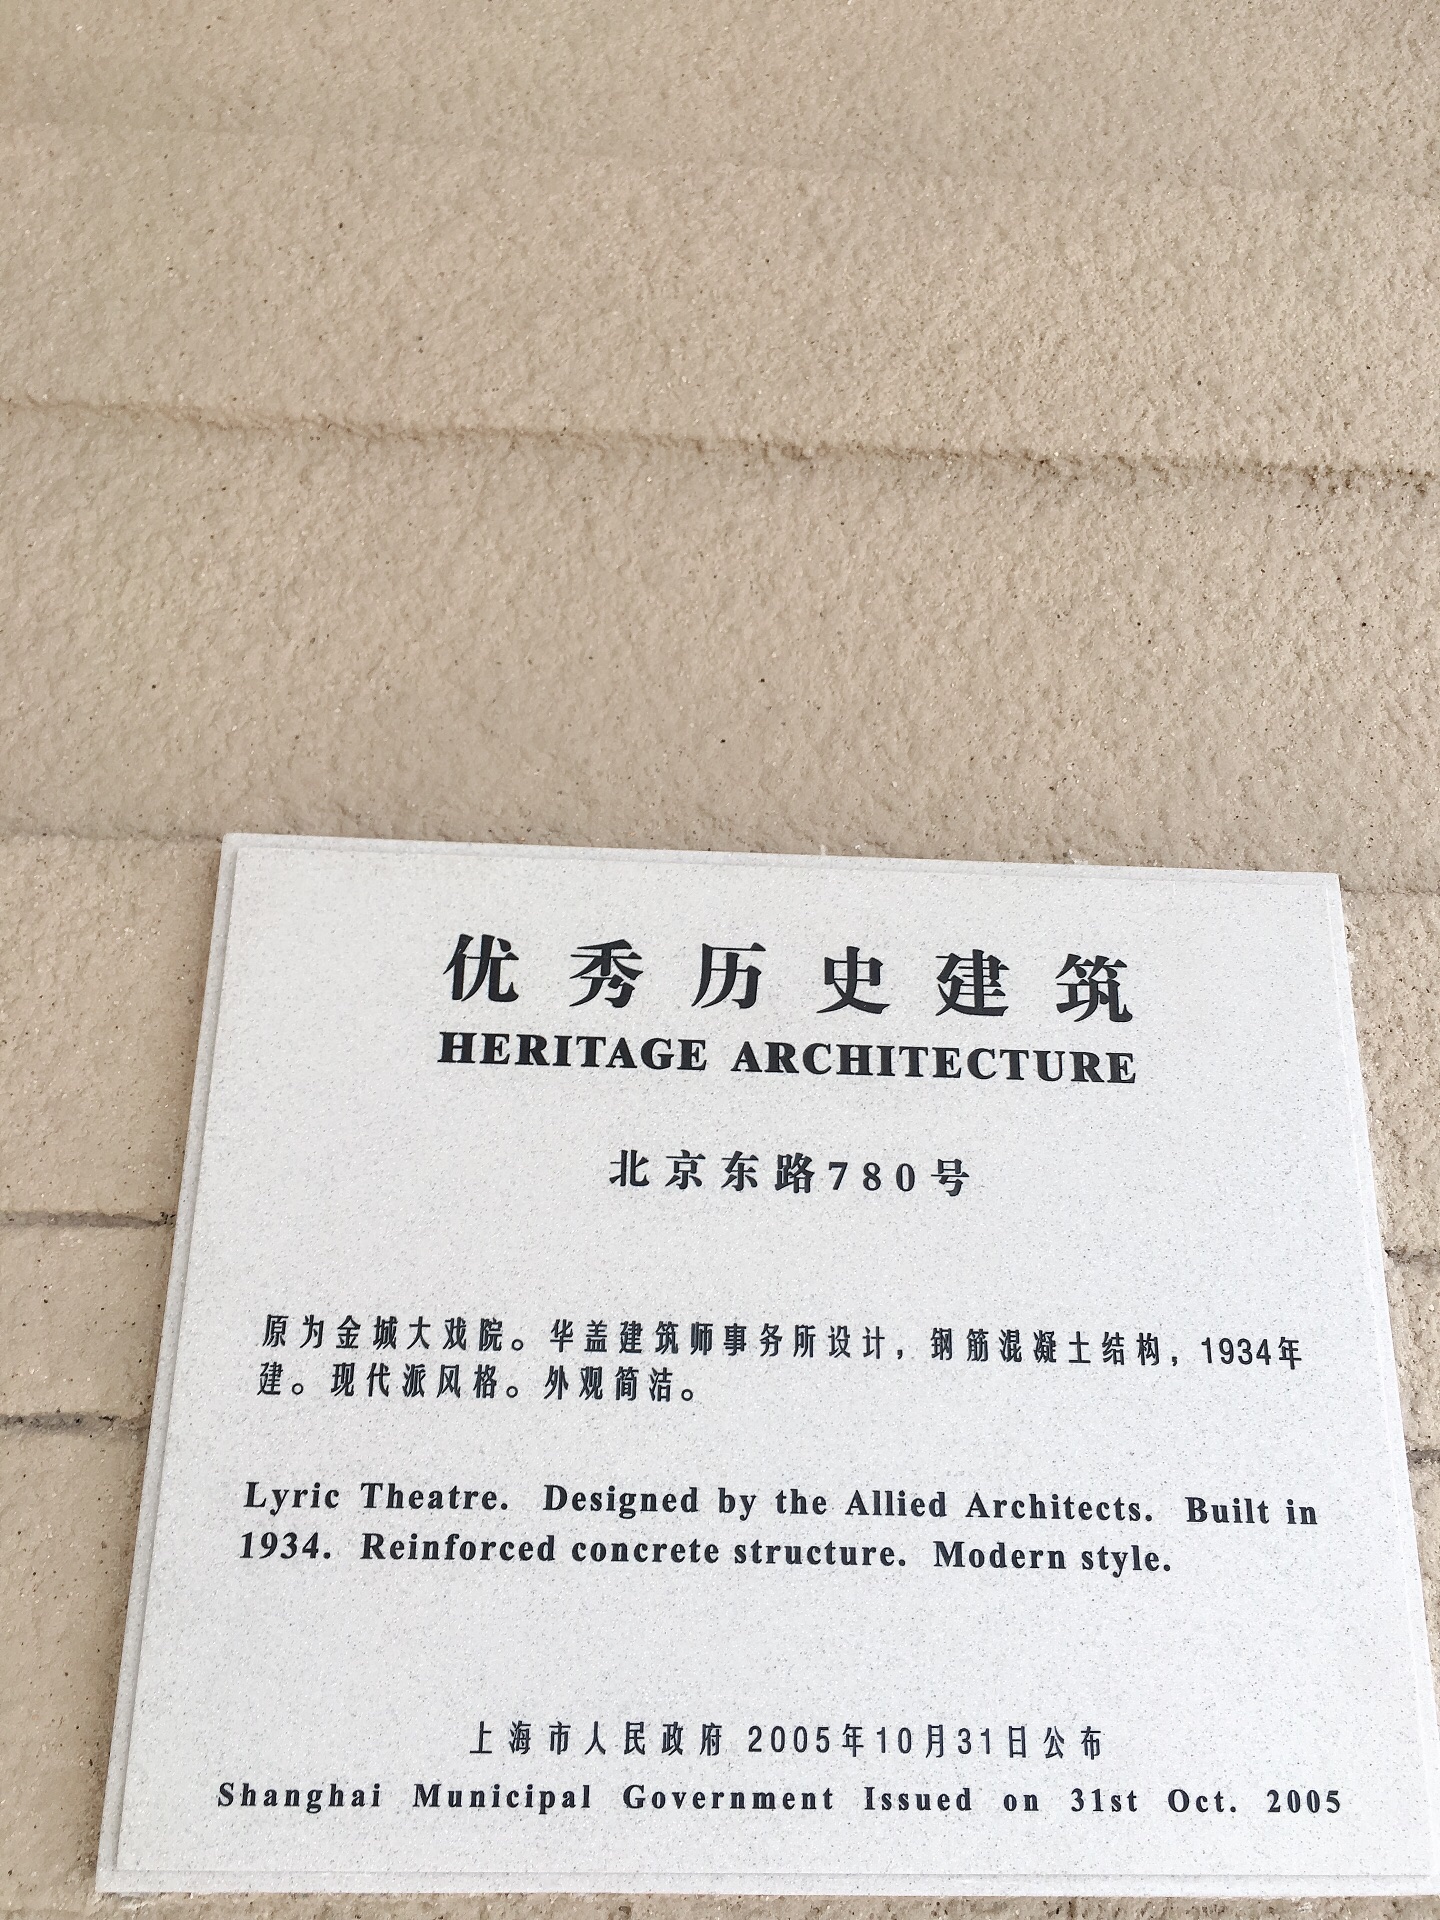 优秀历史建筑
HERITAGE ARCHITECTURE
北京东路780号
原为金城大戏院。华盖建筑师事务所设计，钢筋混凝土结构，1934年
建。现代派风格。外观简洁。
Lyric Theatre. Designed by the Allied Architects. Built in
1934. Reinforced concrete structure. Modern style.
上海市人民政府 2005年10月31日公布
Shanghai Municipal Government Issued on 31st Oct. 2005